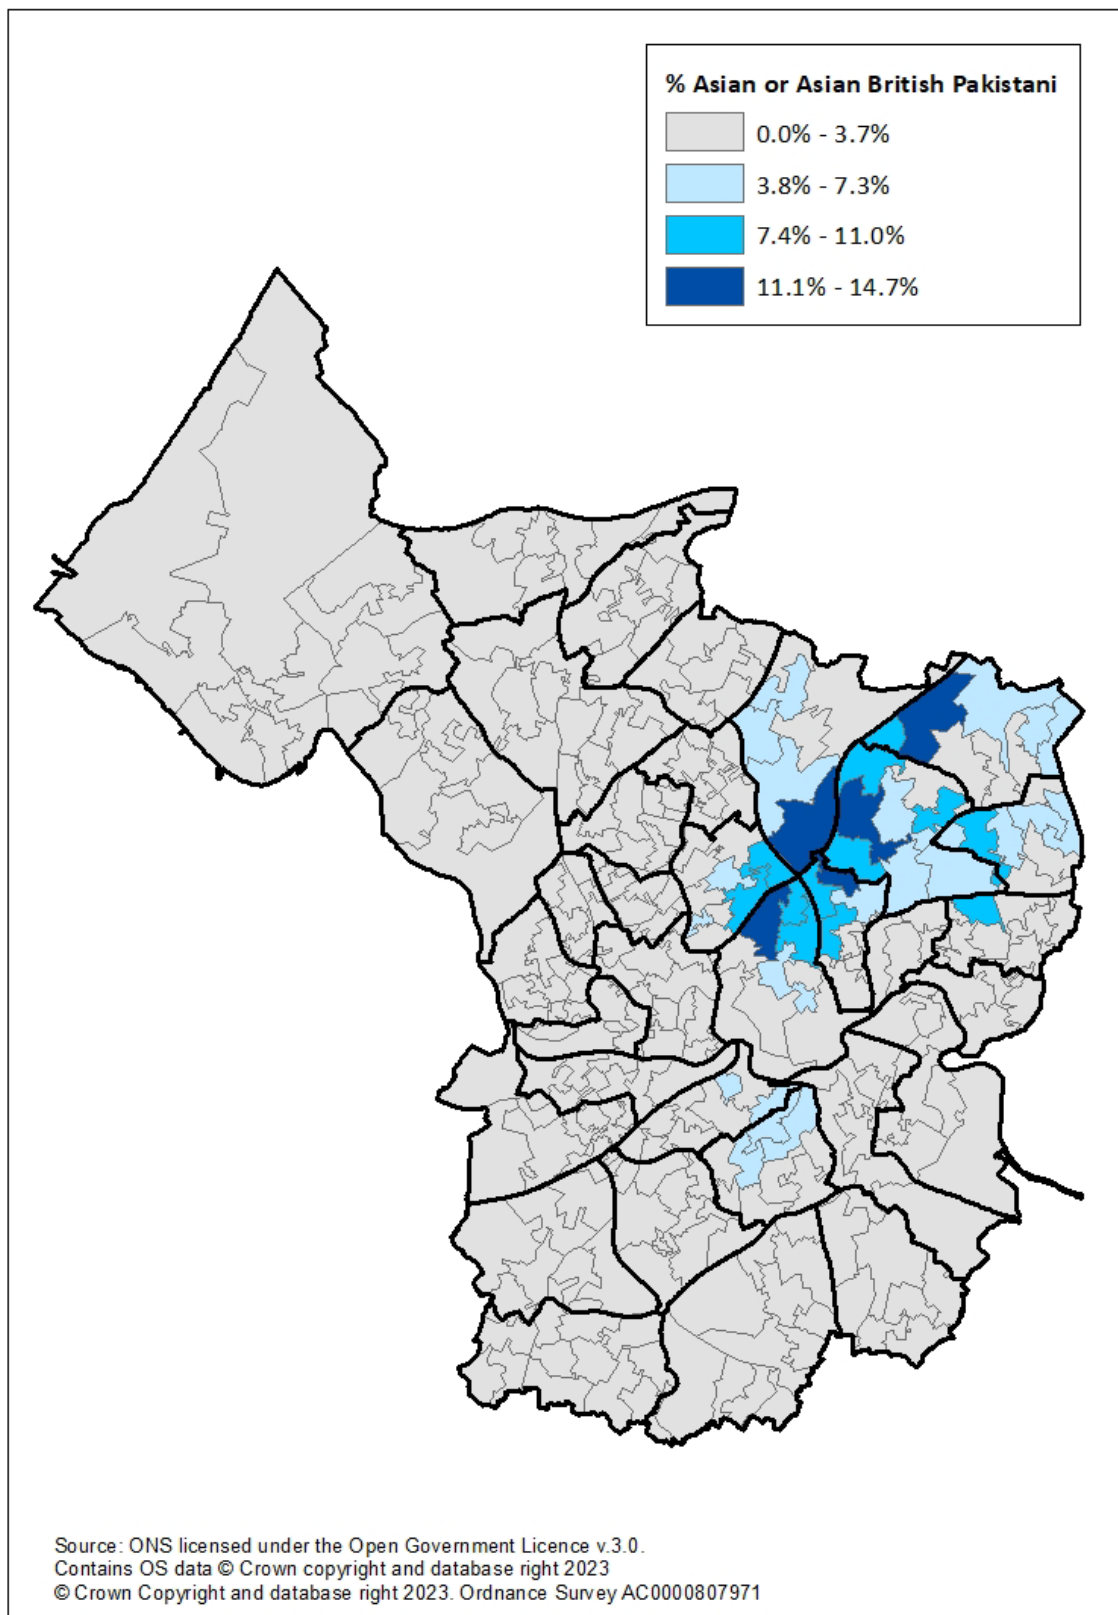 % Asian or Asian British Pakistani
0.0% - 3.7%
3.8% - 7.3%
7.4% - 11.0%
11.1% - 14.7%
Source: ONS licensed under the Open Government Licence v.3.0.
Contains OS data © Crown copyright and database right 2023
© Crown Copyright and database right 2023. Ordnance Survey AC0000807971